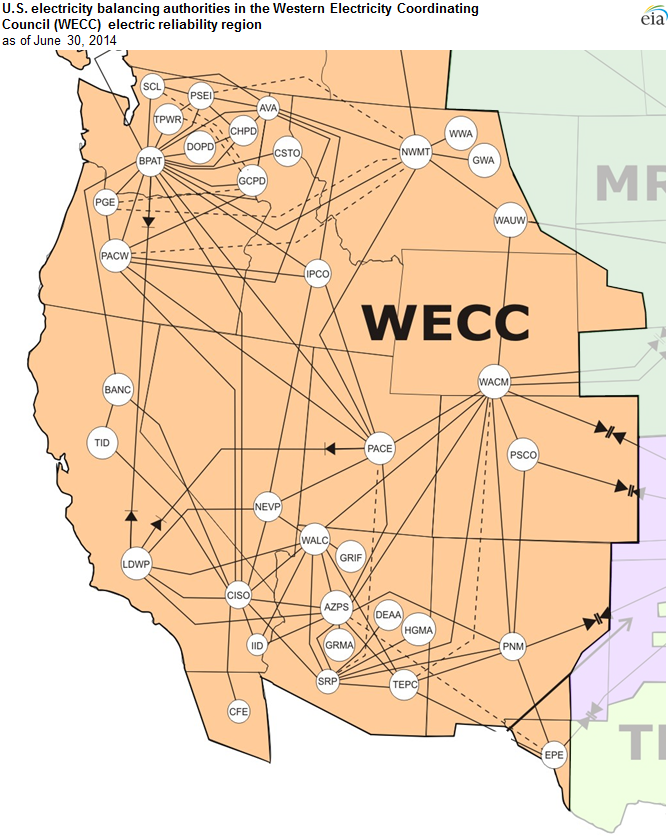 U.S. electricity balancing authorities in the Western Electricity Coordinating
Council (WECC) electric reliability region
as of June 30, 2014
eia
SCL
PSEI
AVA
TPWR
CHPD
DOPD
CSTO
BPAT
GCPD
NWMT
WWA
GWA
MR
PGE
WAUW
PACW
IPCO
WECC
BANC
WACM
TID
PACE
PSCO
NEVP
WALC
GRIF
LDWP
CISO
AZPS
DEAA
HGMA
IID
GRMA
PNM
SRP
TEPC
CFE
EPE